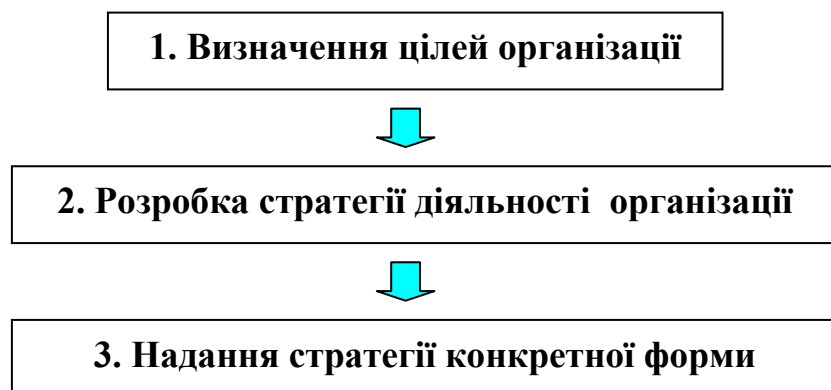 1. Визначення цілей організації
2. Розробка стратегії діяльності організації
3. Надання стратегії конкретної форми